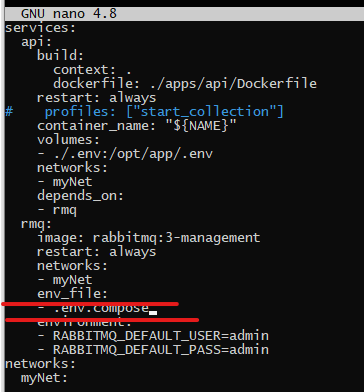 GNU nano 4.8
services:
  api:
    build:
      context: .
      dockerfile: ./apps/api/Dockerfile
    restart: always
#    profiles: ["start_collection"]
    container_name: "${NAME}"
    volumes:
    - ./.env:/opt/app/.env
    networks:
    - myNet
    depends_on:
    - rmq
  rmq:
    image: rabbitmq:3-management
    restart: always
    networks:
    - myNet
    env_file:
    - .env.compose
    environment:
    - RABBITMQ_DEFAULT_USER=admin
    - RABBITMQ_DEFAULT_PASS=admin
networks:
  myNet: